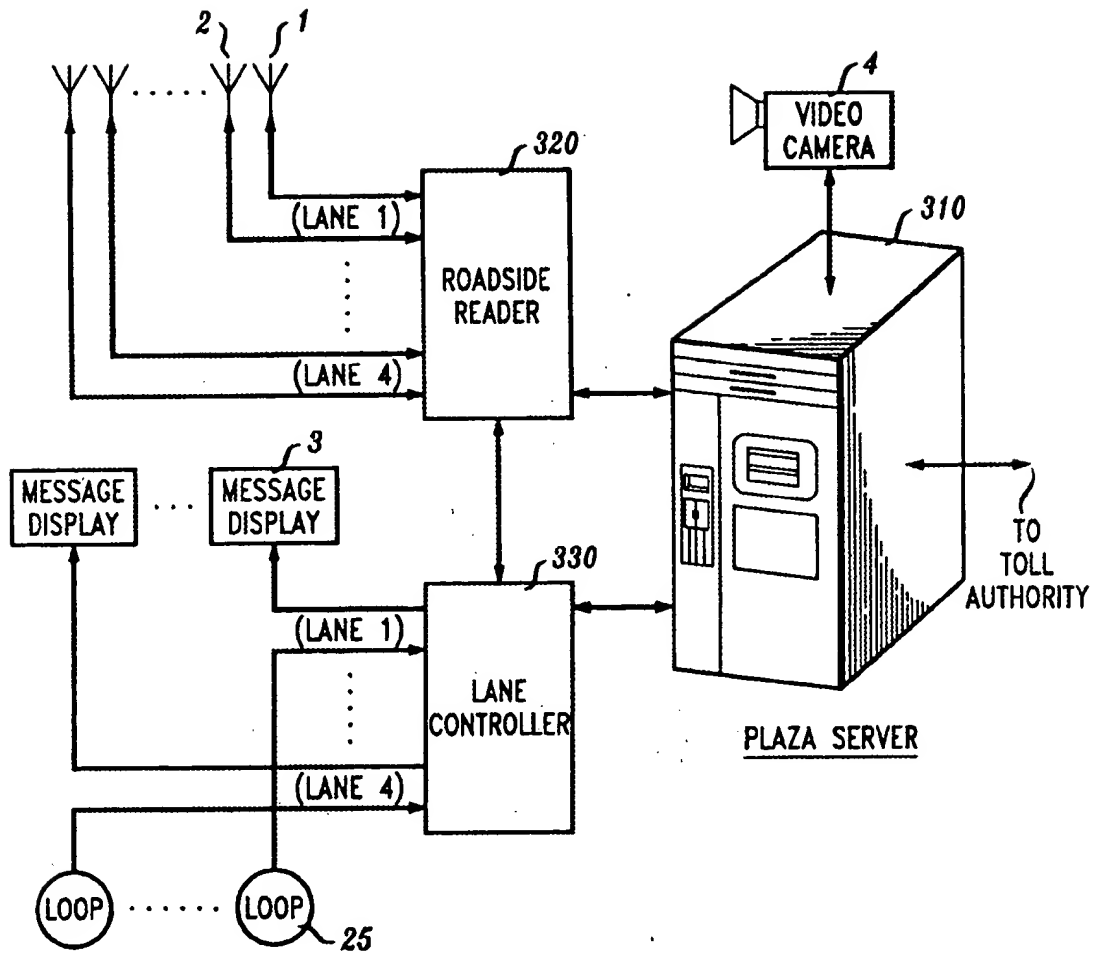 2 1
4
VIDEO
CAMERA
320
310
(LANE 1)
ROADSIDE
READER
(LANE 4)
3
MESSAGE
DISPLAY
MESSAGE
DISPLAY
TO
TOLL
AUTHORITY
330
(LANE 1)
LANE
CONTROLLER
PLAZA SERVER
(LANE 4)
LOOP
LOOP
25